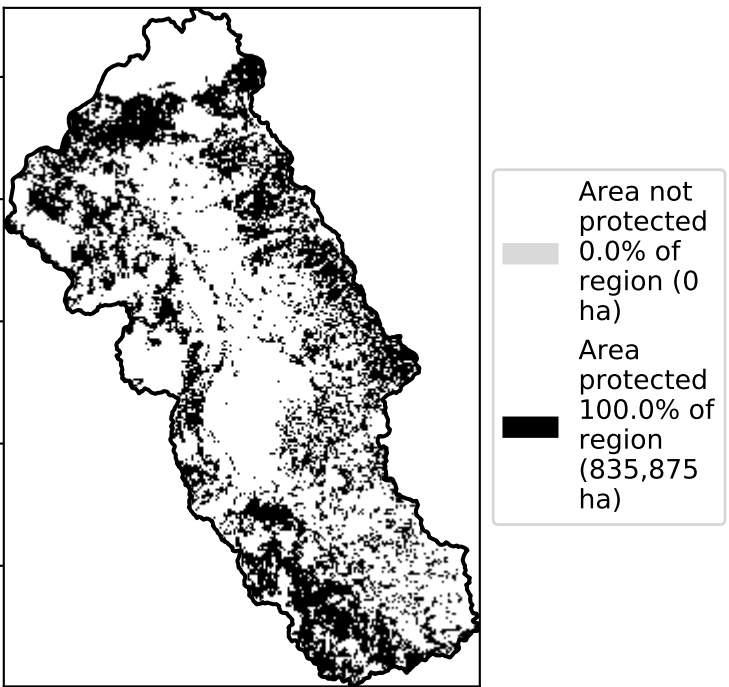 Area not
protected
0.0% of
region (0
ha)
Area
protected
100.0% of
region
(835,875
ha)